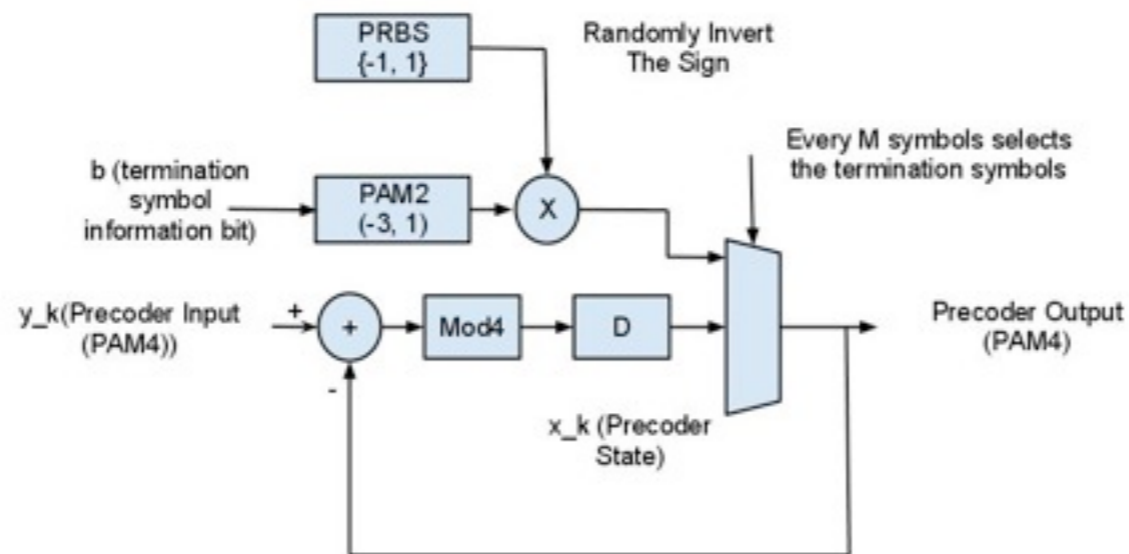 PRBS
{-1, 1}
Randomly Invert
The Sign
Every M symbols selects
the termination symbols
b (termination
symbol
information bit)
PAM2
(-3, 1)
X
y_k(Precoder Input
(PAM4))
+
+
-
Mod4
D
Precoder Output
(PAM4)
x_k (Precoder
State)